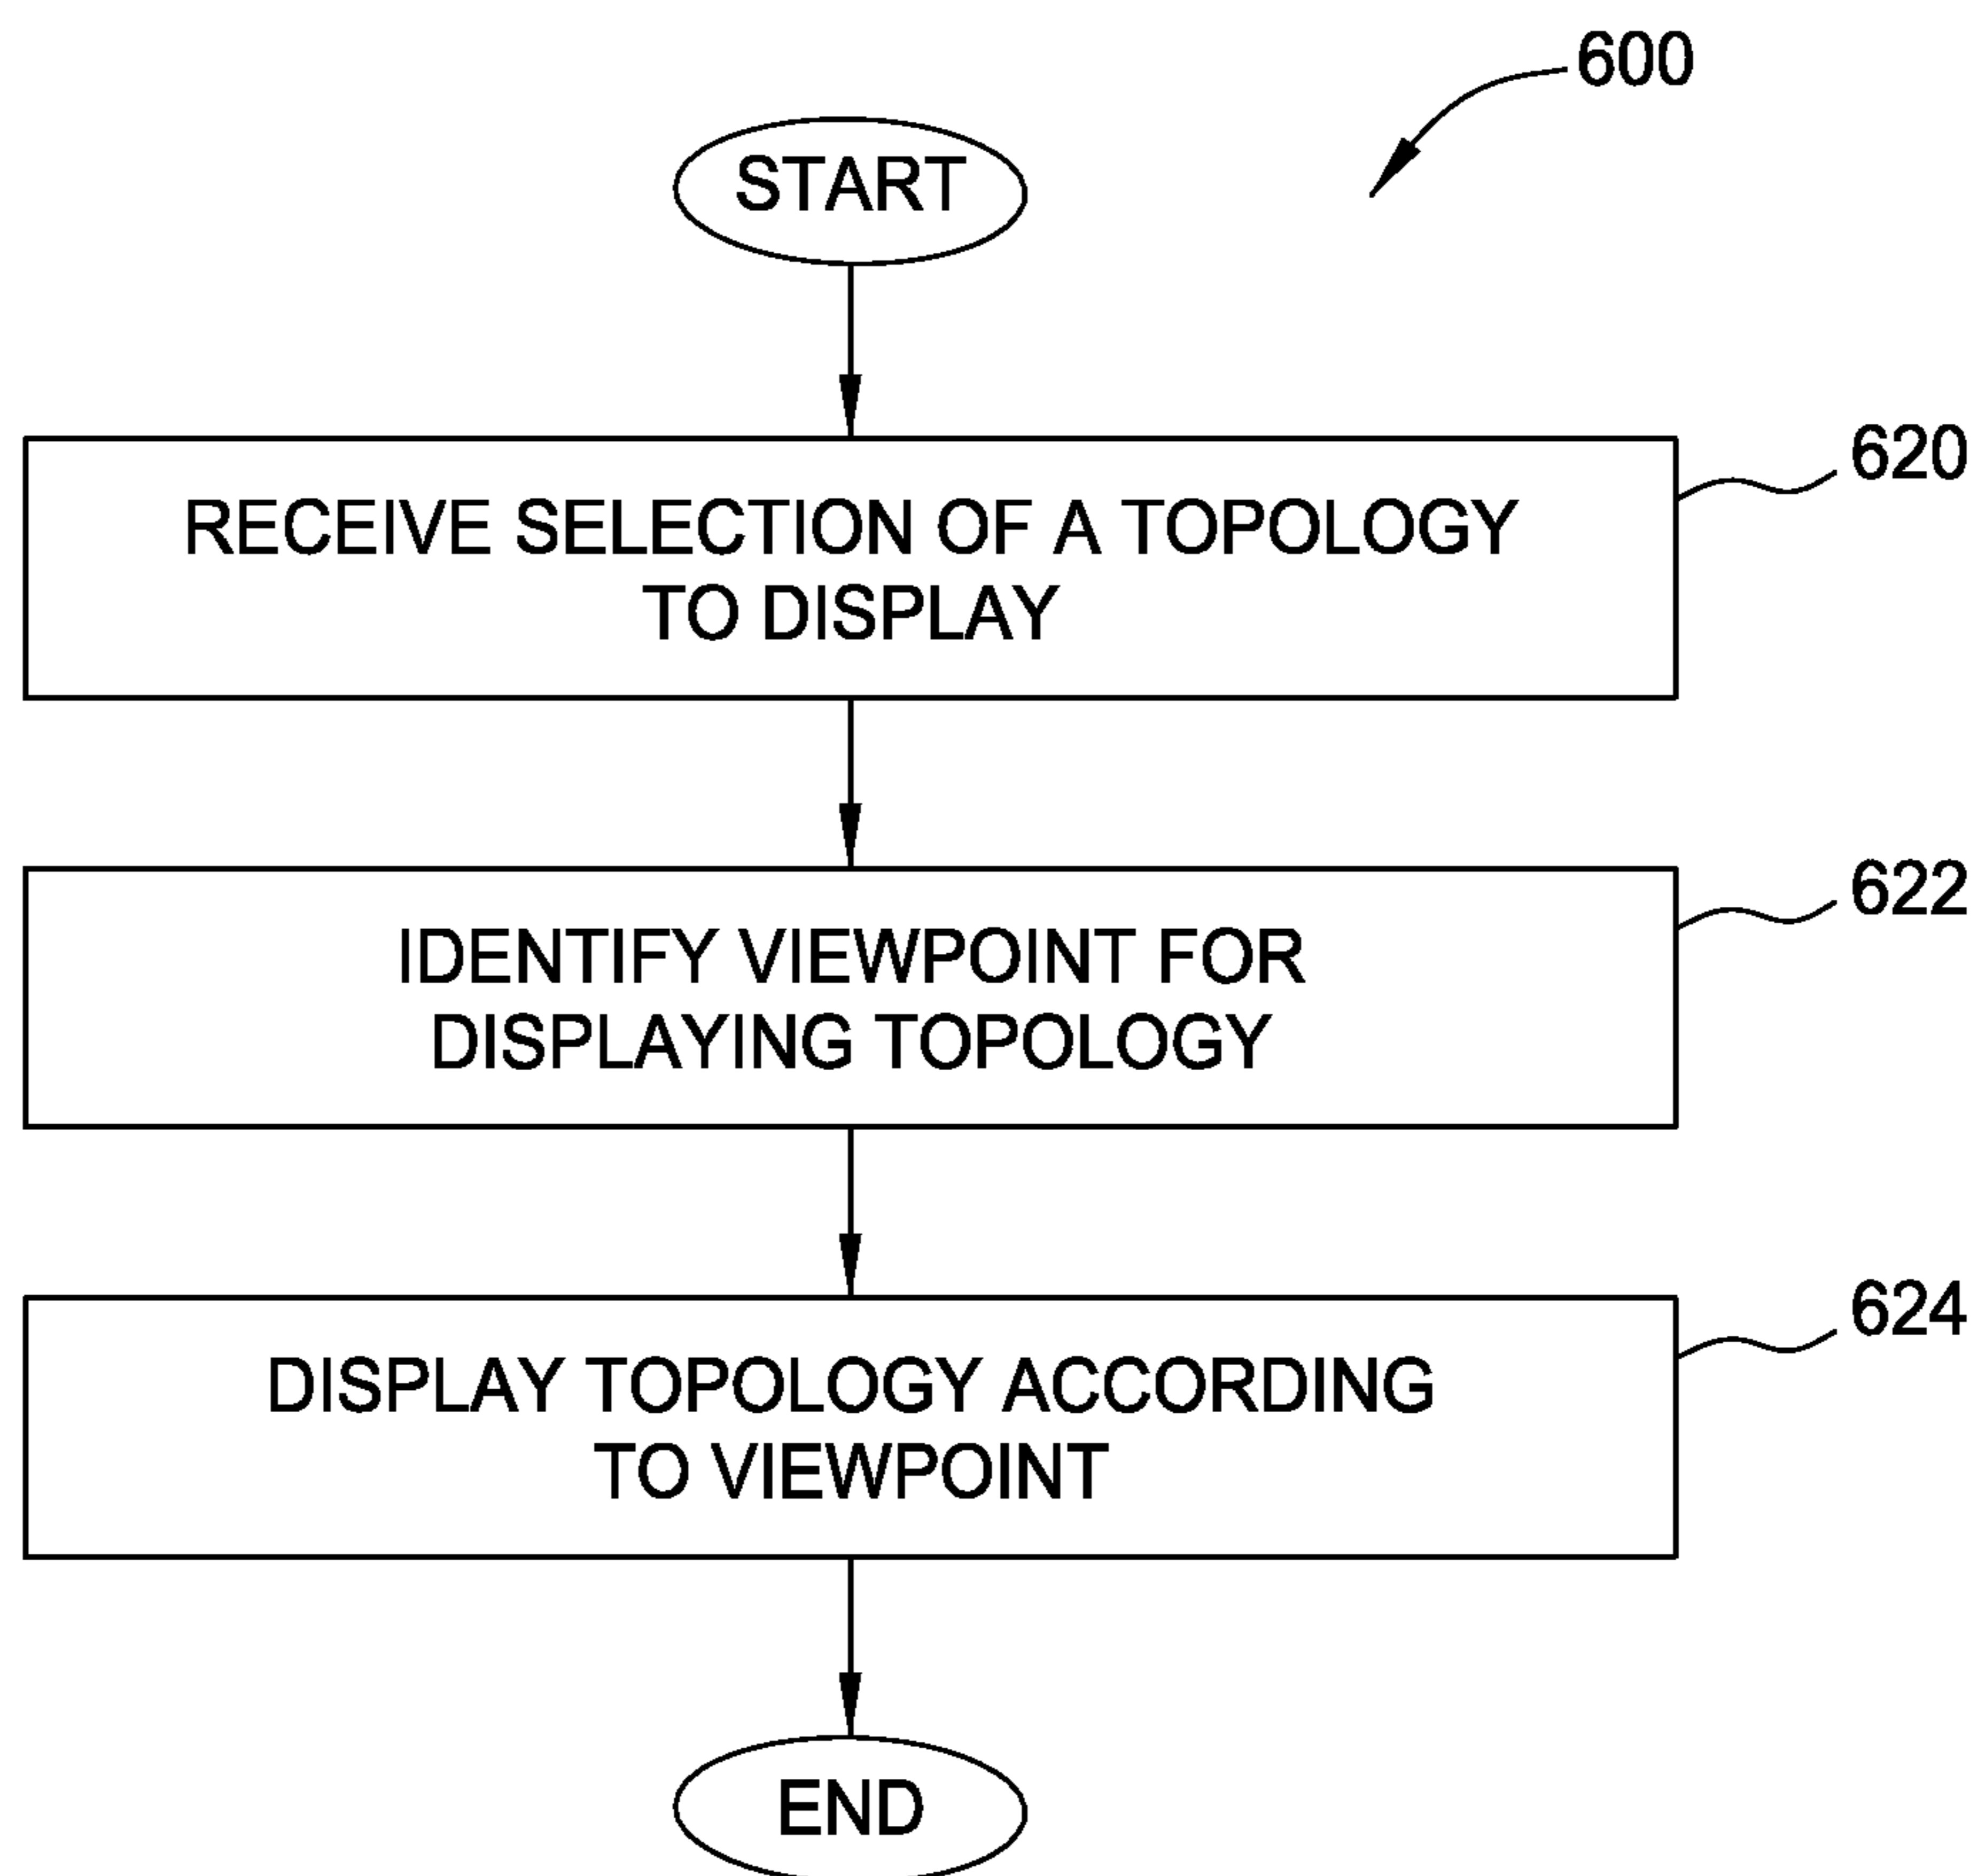 600
START
620
RECEIVE SELECTION OF A TOPOLOGY
TO DISPLAY
622
IDENTIFY VIEWPOINT FOR
DISPLAYING TOPOLOGY
624
DISPLAY TOPOLOGY ACCORDING
TO VIEWPOINT
END